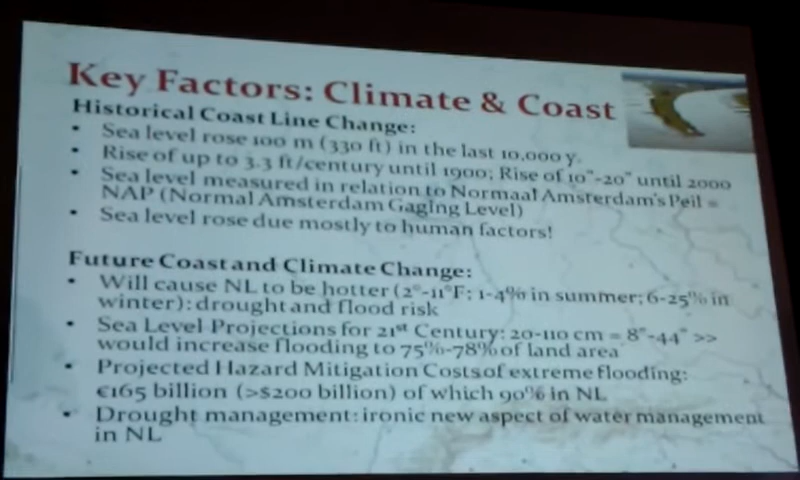 Key Factors: Climate & Coast
Historical Coast Line Change:
• Sea level rose 100 m (330 ft) in the last 10,000 y.
• Rise of up to 3.3 ft/century until 1900; Rise of 10"-20" until 2000
• Sea level measured in relation to Normaal Amsterdam's Peil =
NAP (Normal Amsterdam Gaging Level)
• Sea level rose due mostly to human factors!
Future Coast and Climate Change:
• Will cause NL to be hotter (2°-11°F; 1-4% in summer; 6-25% in
winter): drought and flood risk
• Sea Level Projections for 21st Century: 20-110 cm = 8"-44" >>
would increase flooding to 75%-78% of land area
• Projected Hazard Mitigation Costs of extreme flooding:
€165 billion (>$200 billion) of which 90% in NL
• Drought management: ironic new aspect of water management
in NL